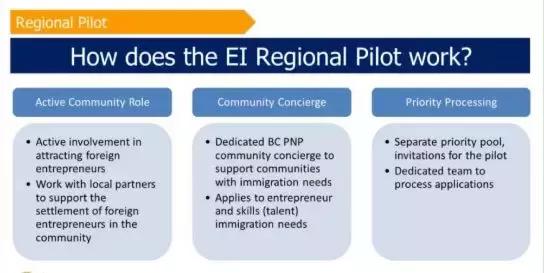 Regional Pilot
How does the EI Regional Pilot work?
Active Community Role
Community Concierge
Priority Processing
• Active involvement in
attracting foreign
entrepreneurs
• Work with local partners
to support the
settlement of foreign
entrepreneurs in the
community
• Dedicated BC PNP
community concierge to
support communities
with immigration needs
• Applies to entrepreneur
and skills (talent)
immigration needs
• Separate priority pool,
invitations for the pilot
• Dedicated team to
process applications